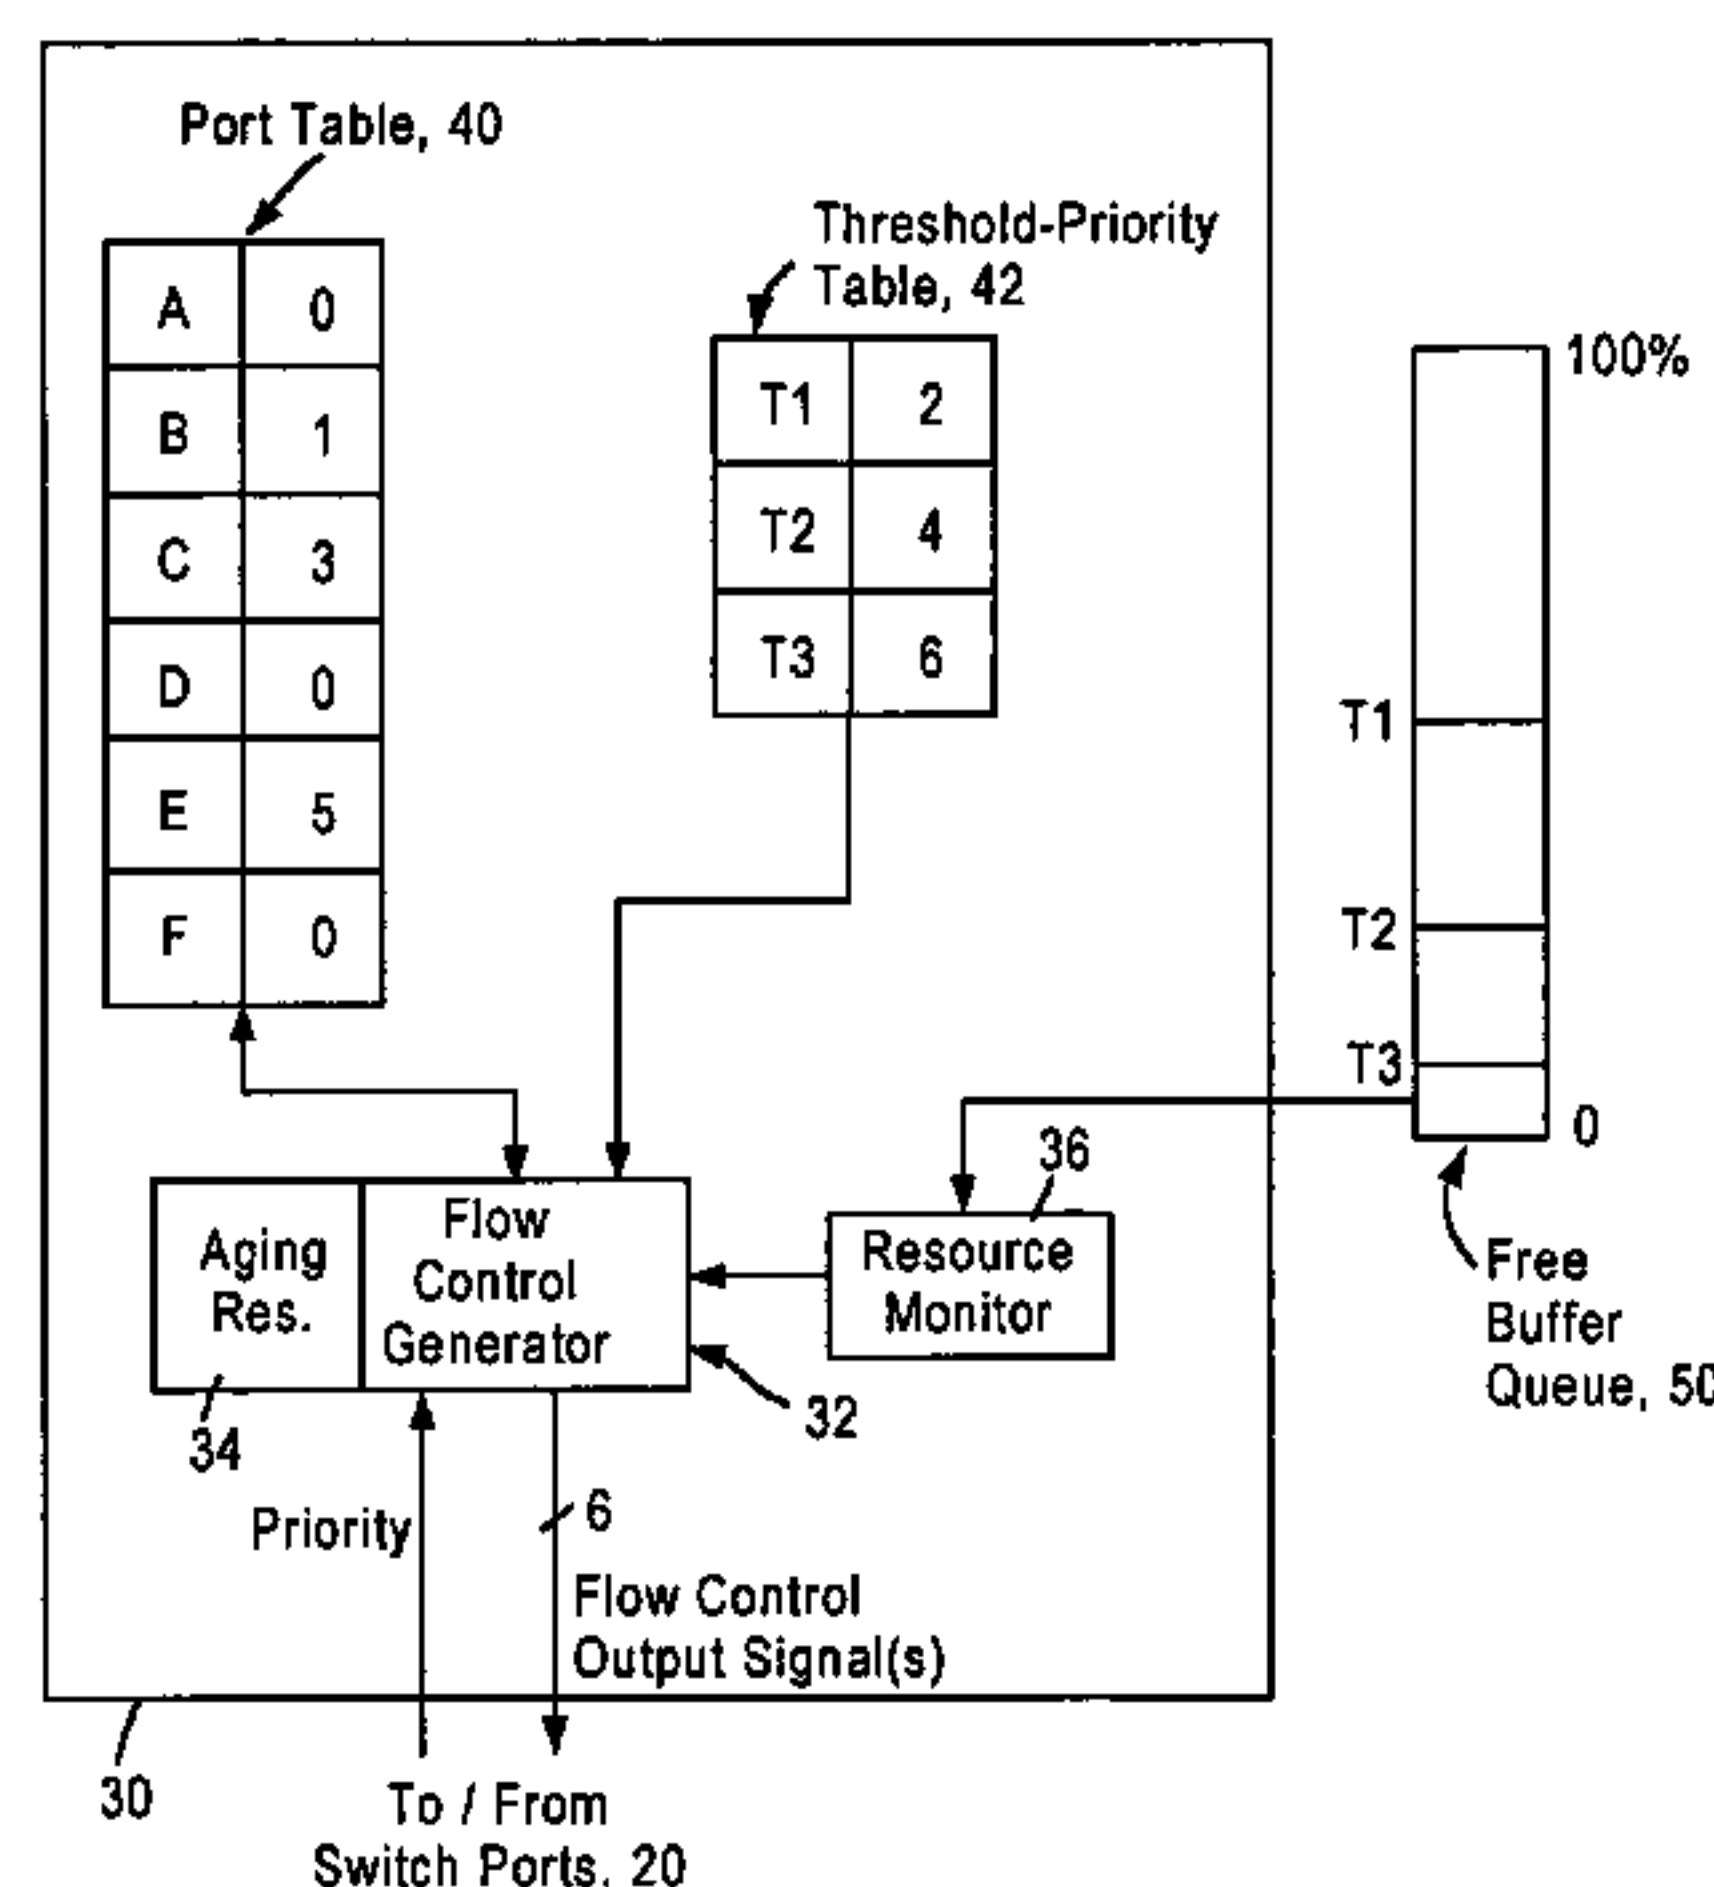 Port Table, 40
A 0
B 1
C 3
D 0
E 5
F 0
Threshold-Priority
Table, 42
T1 2
T2 4
T3 6
100%
T1
T2
T3
0
Free
Buffer
Queue, 50
36
Resource
Monitor
Aging
Res.
Flow
Control
Generator
34
32
Priority
6
Flow Control
Output Signal(s)
30
To / From
Switch Ports, 20